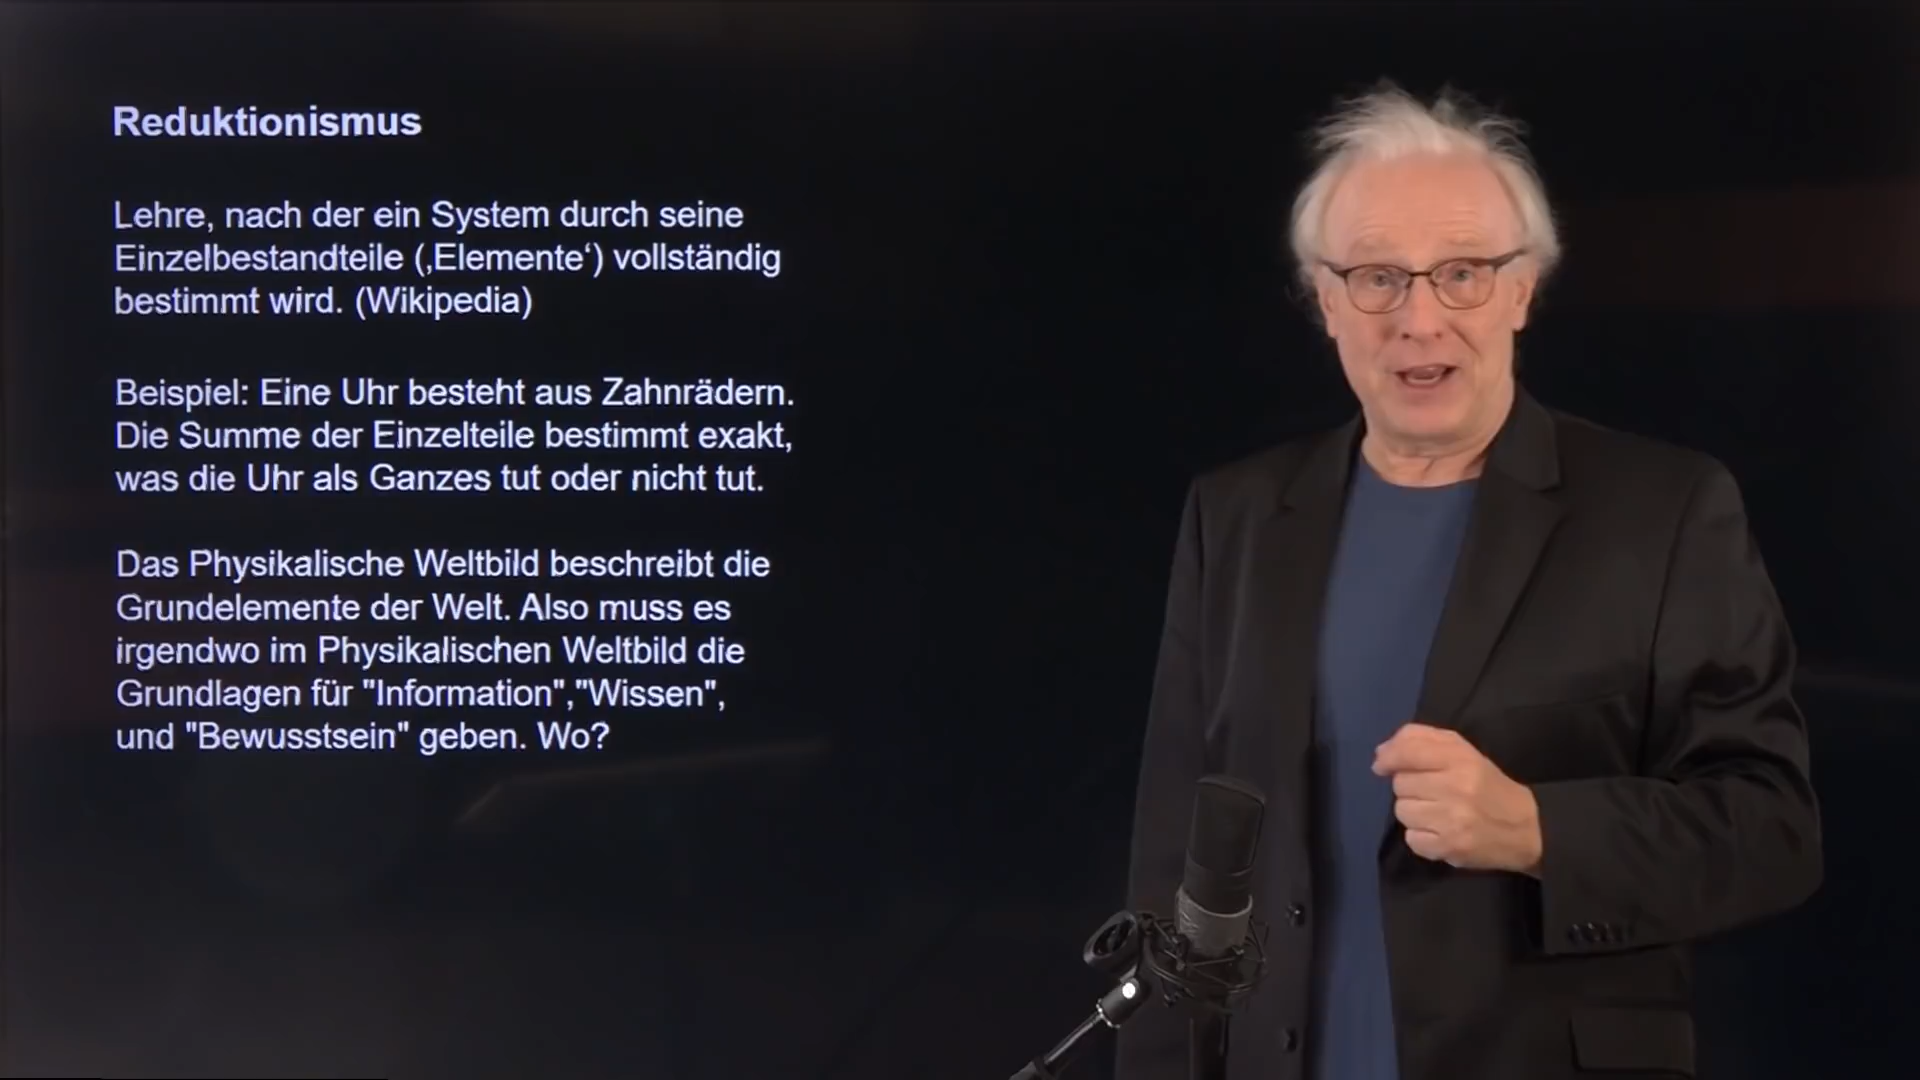 Reduktionismus
Lehre, nach der ein System durch seine
Einzelbestandteile (‚Elemente‘) vollständig
bestimmt wird. (Wikipedia)
Beispiel: Eine Uhr besteht aus Zahnrädern.
Die Summe der Einzelteile bestimmt exakt,
was die Uhr als Ganzes tut oder nicht tut.
Das Physikalische Weltbild beschreibt die
Grundelemente der Welt. Also muss es
irgendwo im Physikalischen Weltbild die
Grundlagen für "Information","Wissen",
und "Bewusstsein" geben. Wo?